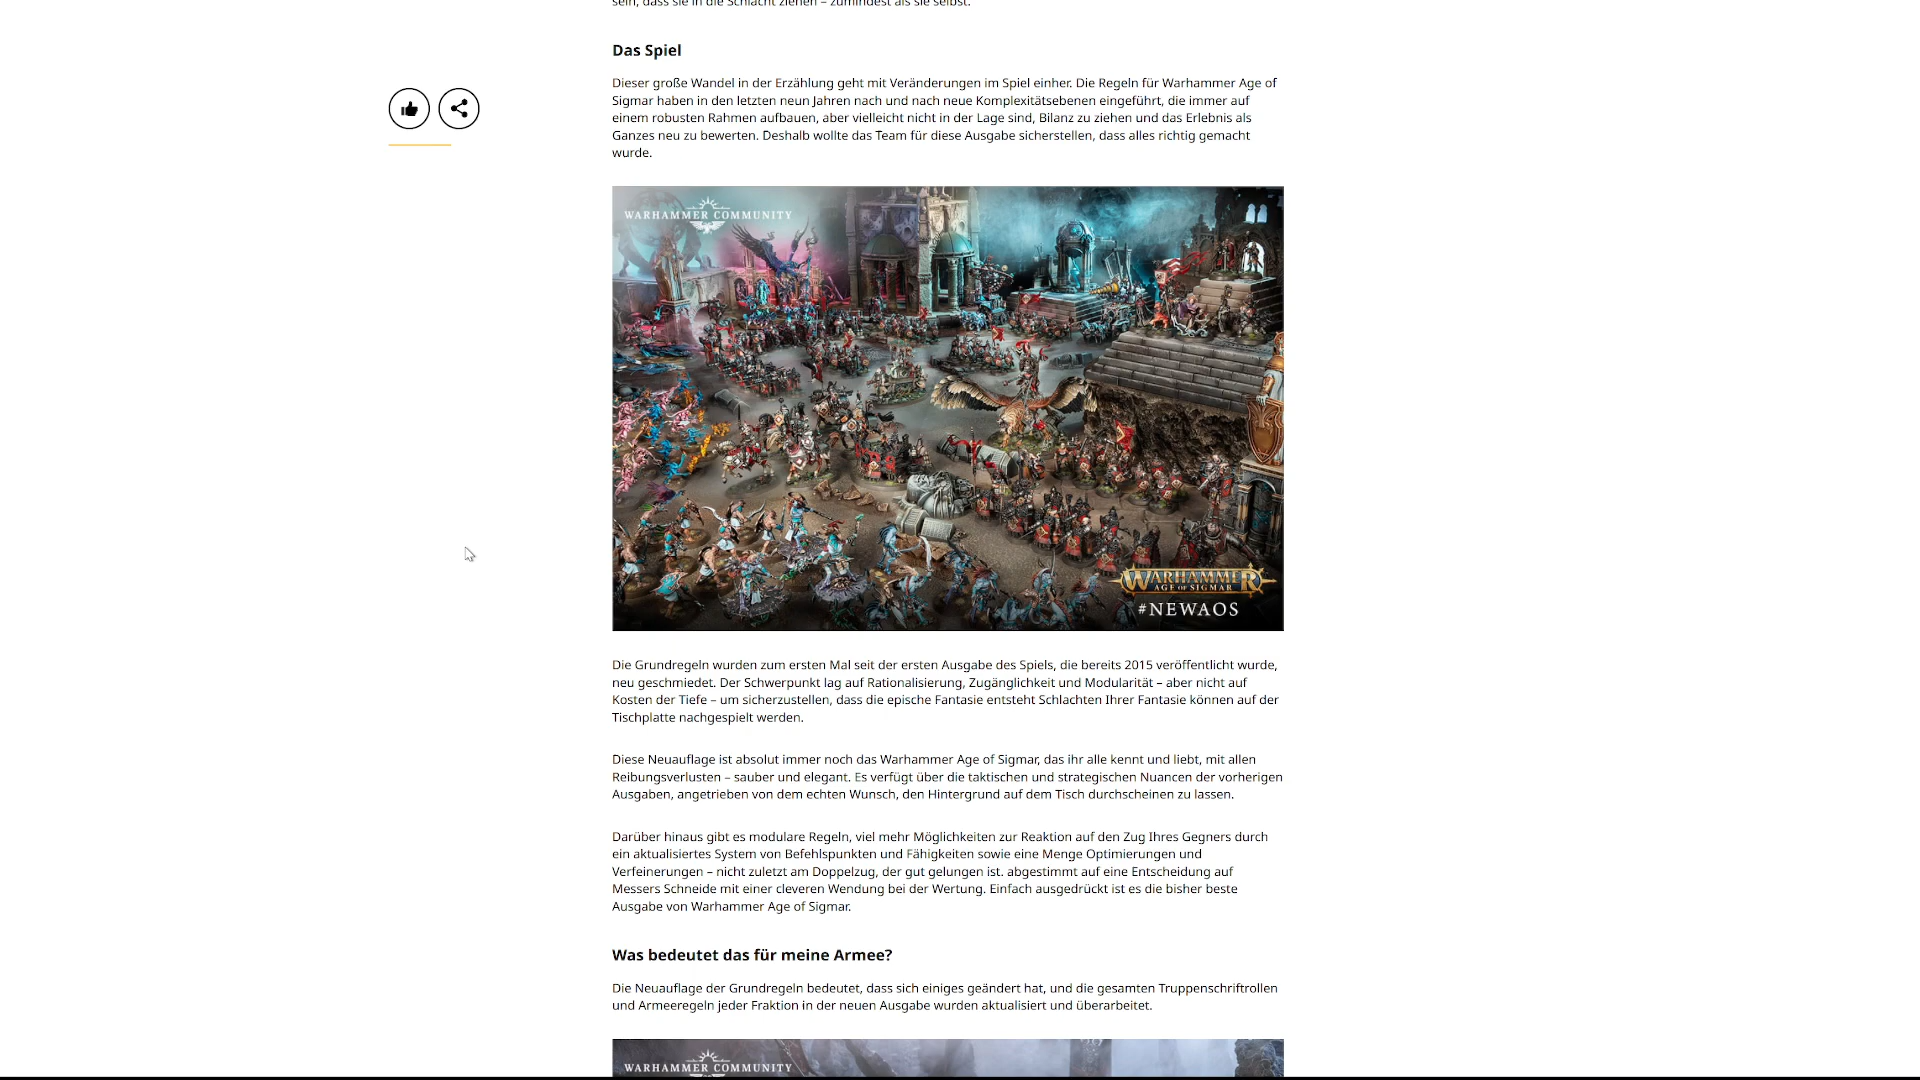 sein, dass sie in die Schlacht ziehen – zumindest als sie selbst.
Das Spiel
Dieser große Wandel in der Erzählung geht mit Veränderungen im Spiel einher. Die Regeln für Warhammer Age of
Sigmar haben in den letzten neun Jahren nach und nach neue Komplexitätsebenen eingeführt, die immer auf
einem robusten Rahmen aufbauen, aber vielleicht nicht in der Lage sind, Bilanz zu ziehen und das Erlebnis als
Ganzes neu zu bewerten. Deshalb wollte das Team für diese Ausgabe sicherstellen, dass alles richtig gemacht
wurde.
WARHAMMER COMMUNITY
WARHAMMER
AGE OF SIGMAR
#NEWAOS
Die Grundregeln wurden zum ersten Mal seit der ersten Ausgabe des Spiels, die bereits 2015 veröffentlicht wurde,
neu geschmiedet. Der Schwerpunkt lag auf Rationalisierung, Zugänglichkeit und Modularität – aber nicht auf
Kosten der Tiefe – um sicherzustellen, dass die epische Fantasie entsteht Schlachten Ihrer Fantasie können auf der
Tischplatte nachgespielt werden.
Diese Neuauflage ist absolut immer noch das Warhammer Age of Sigmar, das ihr alle kennt und liebt, mit allen
Reibungsverlusten – sauber und elegant. Es verfügt über die taktischen und strategischen Nuancen der vorherigen
Ausgaben, angetrieben von dem echten Wunsch, den Hintergrund auf dem Tisch durchscheinen zu lassen.
Darüber hinaus gibt es modulare Regeln, viel mehr Möglichkeiten zur Reaktion auf den Zug Ihres Gegners durch
ein aktualisiertes System von Befehlspunkten und Fähigkeiten sowie eine Menge Optimierungen und
Verfeinerungen – nicht zuletzt am Doppelzug, der gut gelungen ist. abgestimmt auf eine Entscheidung auf
Messers Schneide mit einer cleveren Wendung bei der Wertung. Einfach ausgedrückt ist es die bisher beste
Ausgabe von Warhammer Age of Sigmar.
Was bedeutet das für meine Armee?
Die Neuauflage der Grundregeln bedeutet, dass sich einiges geändert hat, und die gesamten Truppenschriftrollen
und Armeeregeln jeder Fraktion in der neuen Ausgabe wurden aktualisiert und überarbeitet.
WARHAMMER COMMUNITY